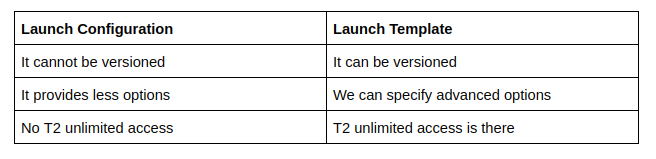 Launch Configuration Launch Template
It cannot be versioned It can be versioned
It provides less options We can specify advanced options
No T2 unlimited access T2 unlimited access is there